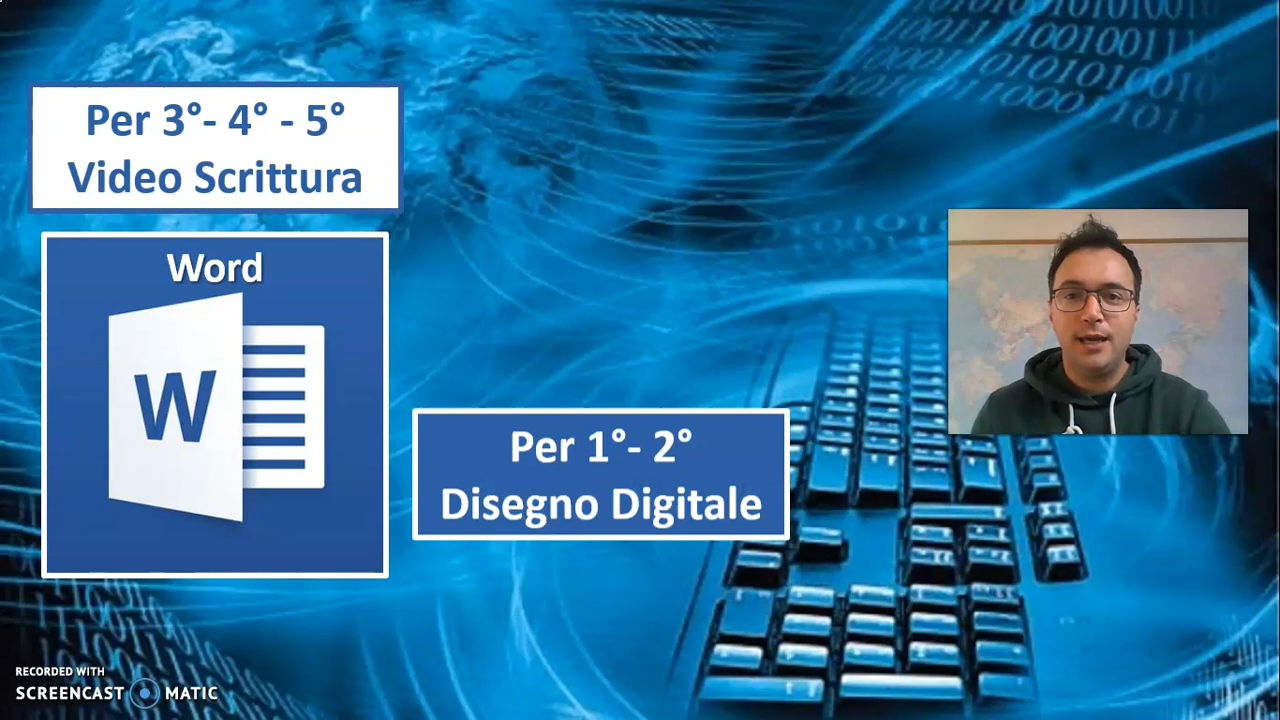 Per 3°- 4° - 5°
Video Scrittura
Word
W
Per 1°- 2°
Disegno Digitale
RECORDED WITH
SCREENCAST MATIC